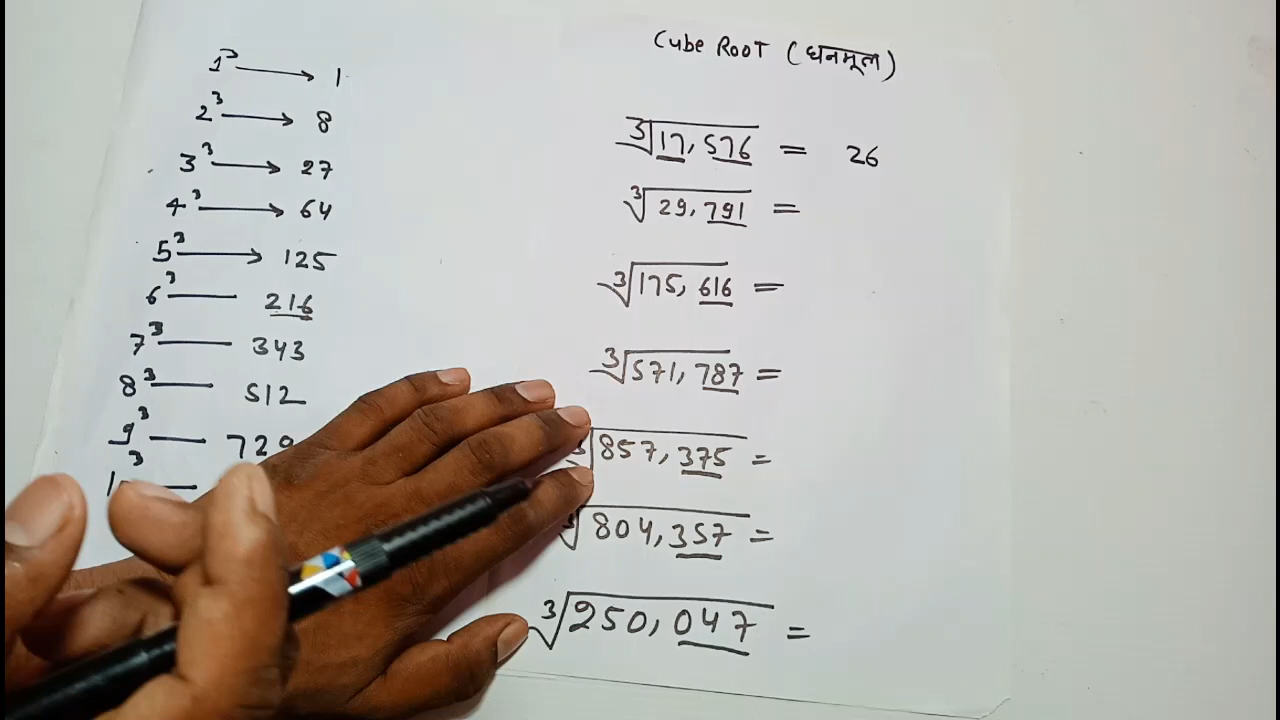 1³ → 1
2³ → 8
3³ → 27
4³ → 64
5³ → 125
6³ — 216
7³ — 343
8³ — 512
9³ — 729
Cube ROOT (घनमूल)
∛17,576 = 26
∛29,791 =
∛175,616 =
∛571,787 =
∛857,375 =
∛804,357 =
∛250,047 =